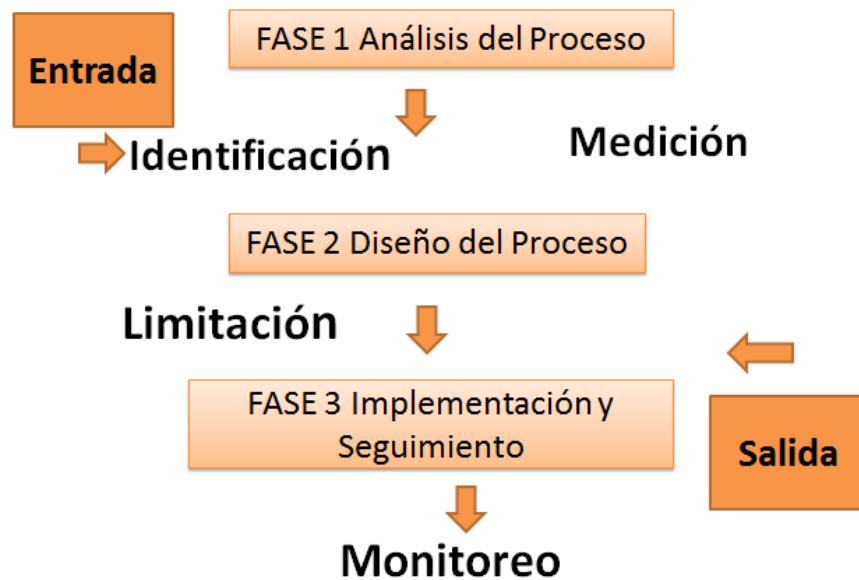 FASE 1 Análisis del Proceso
Entrada
Identificación
Medición
FASE 2 Diseño del Proceso
Limitación
FASE 3 Implementación y
Seguimiento
Salida
Monitoreo